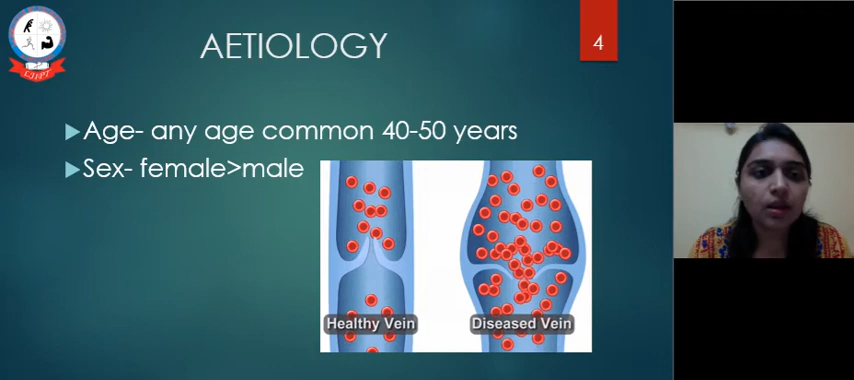 AETIOLOGY
4
Age- any age common 40-50 years
Sex- female>male
Healthy Vein
Diseased Vein